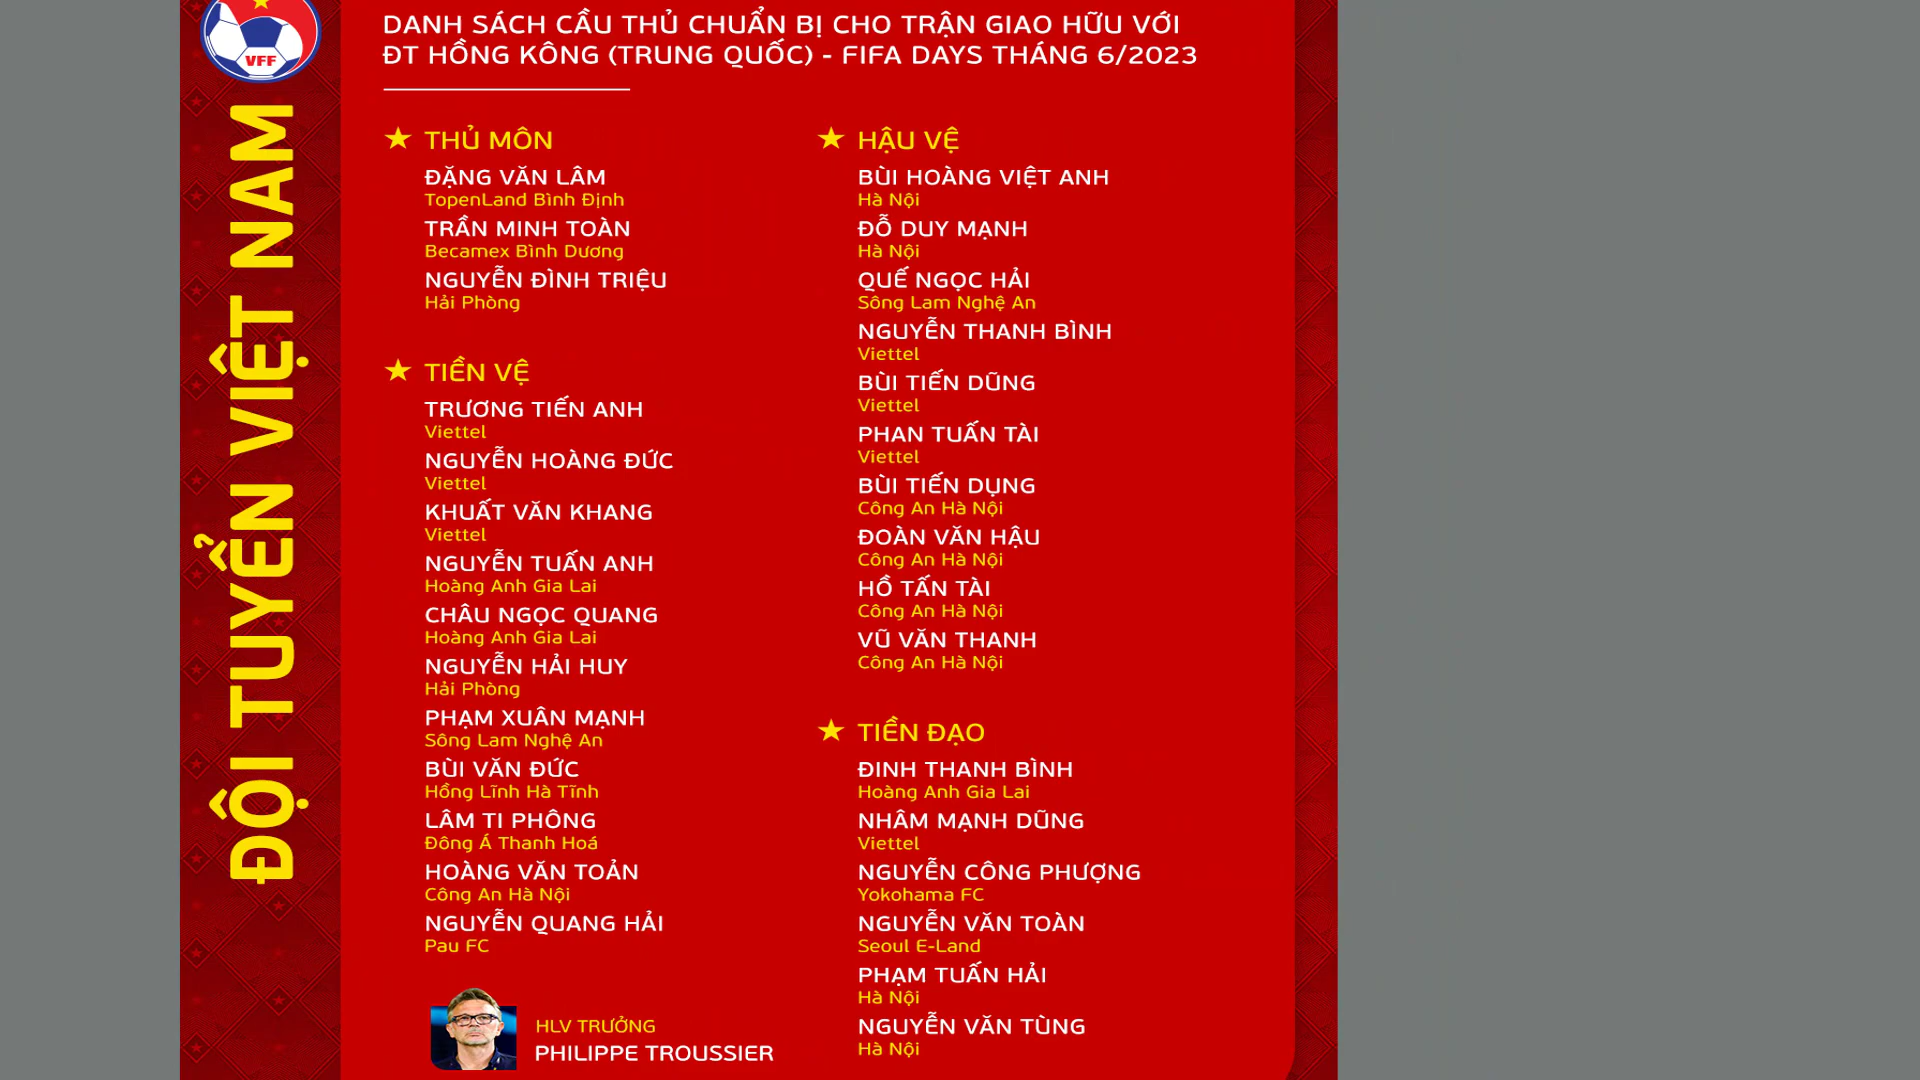 VFF
ĐỘI TUYỂN VIỆT NAM
DANH SÁCH CẦU THỦ CHUẨN BỊ CHO TRẬN GIAO HỮU VỚI
ĐT HỒNG KÔNG (TRUNG QUỐC) - FIFA DAYS THÁNG 6/2023
THỦ MÔN
ĐẶNG VĂN LÂM
TopenLand Bình Định
TRẦN MINH TOÀN
Becamex Bình Dương
NGUYỄN ĐÌNH TRIỆU
Hải Phòng
TIỀN VỆ
TRƯƠNG TIẾN ANH
Viettel
NGUYỄN HOÀNG ĐỨC
Viettel
KHUẤT VĂN KHANG
Viettel
NGUYỄN TUẤN ANH
Hoàng Anh Gia Lai
CHÂU NGỌC QUANG
Hoàng Anh Gia Lai
NGUYỄN HẢI HUY
Hải Phòng
PHẠM XUÂN MẠNH
Sông Lam Nghệ An
BÙI VĂN ĐỨC
Hồng Lĩnh Hà Tĩnh
LÂM TI PHÔNG
Đông Á Thanh Hoá
HOÀNG VĂN TOẢN
Công An Hà Nội
NGUYỄN QUANG HẢI
Pau FC
HLV TRƯỞNG
PHILIPPE TROUSSIER
HẬU VỆ
BÙI HOÀNG VIỆT ANH
Hà Nội
ĐỖ DUY MẠNH
Hà Nội
QUẾ NGỌC HẢI
Sông Lam Nghệ An
NGUYỄN THANH BÌNH
Viettel
BÙI TIẾN DŨNG
Viettel
PHAN TUẤN TÀI
Viettel
BÙI TIẾN DỤNG
Công An Hà Nội
ĐOÀN VĂN HẬU
Công An Hà Nội
HỒ TẤN TÀI
Công An Hà Nội
VŨ VĂN THANH
Công An Hà Nội
TIỀN ĐẠO
ĐINH THANH BÌNH
Hoàng Anh Gia Lai
NHÂM MẠNH DŨNG
Viettel
NGUYỄN CÔNG PHƯỢNG
Yokohama FC
NGUYỄN VĂN TOÀN
Seoul E-Land
PHẠM TUẤN HẢI
Hà Nội
NGUYỄN VĂN TÙNG
Hà Nội